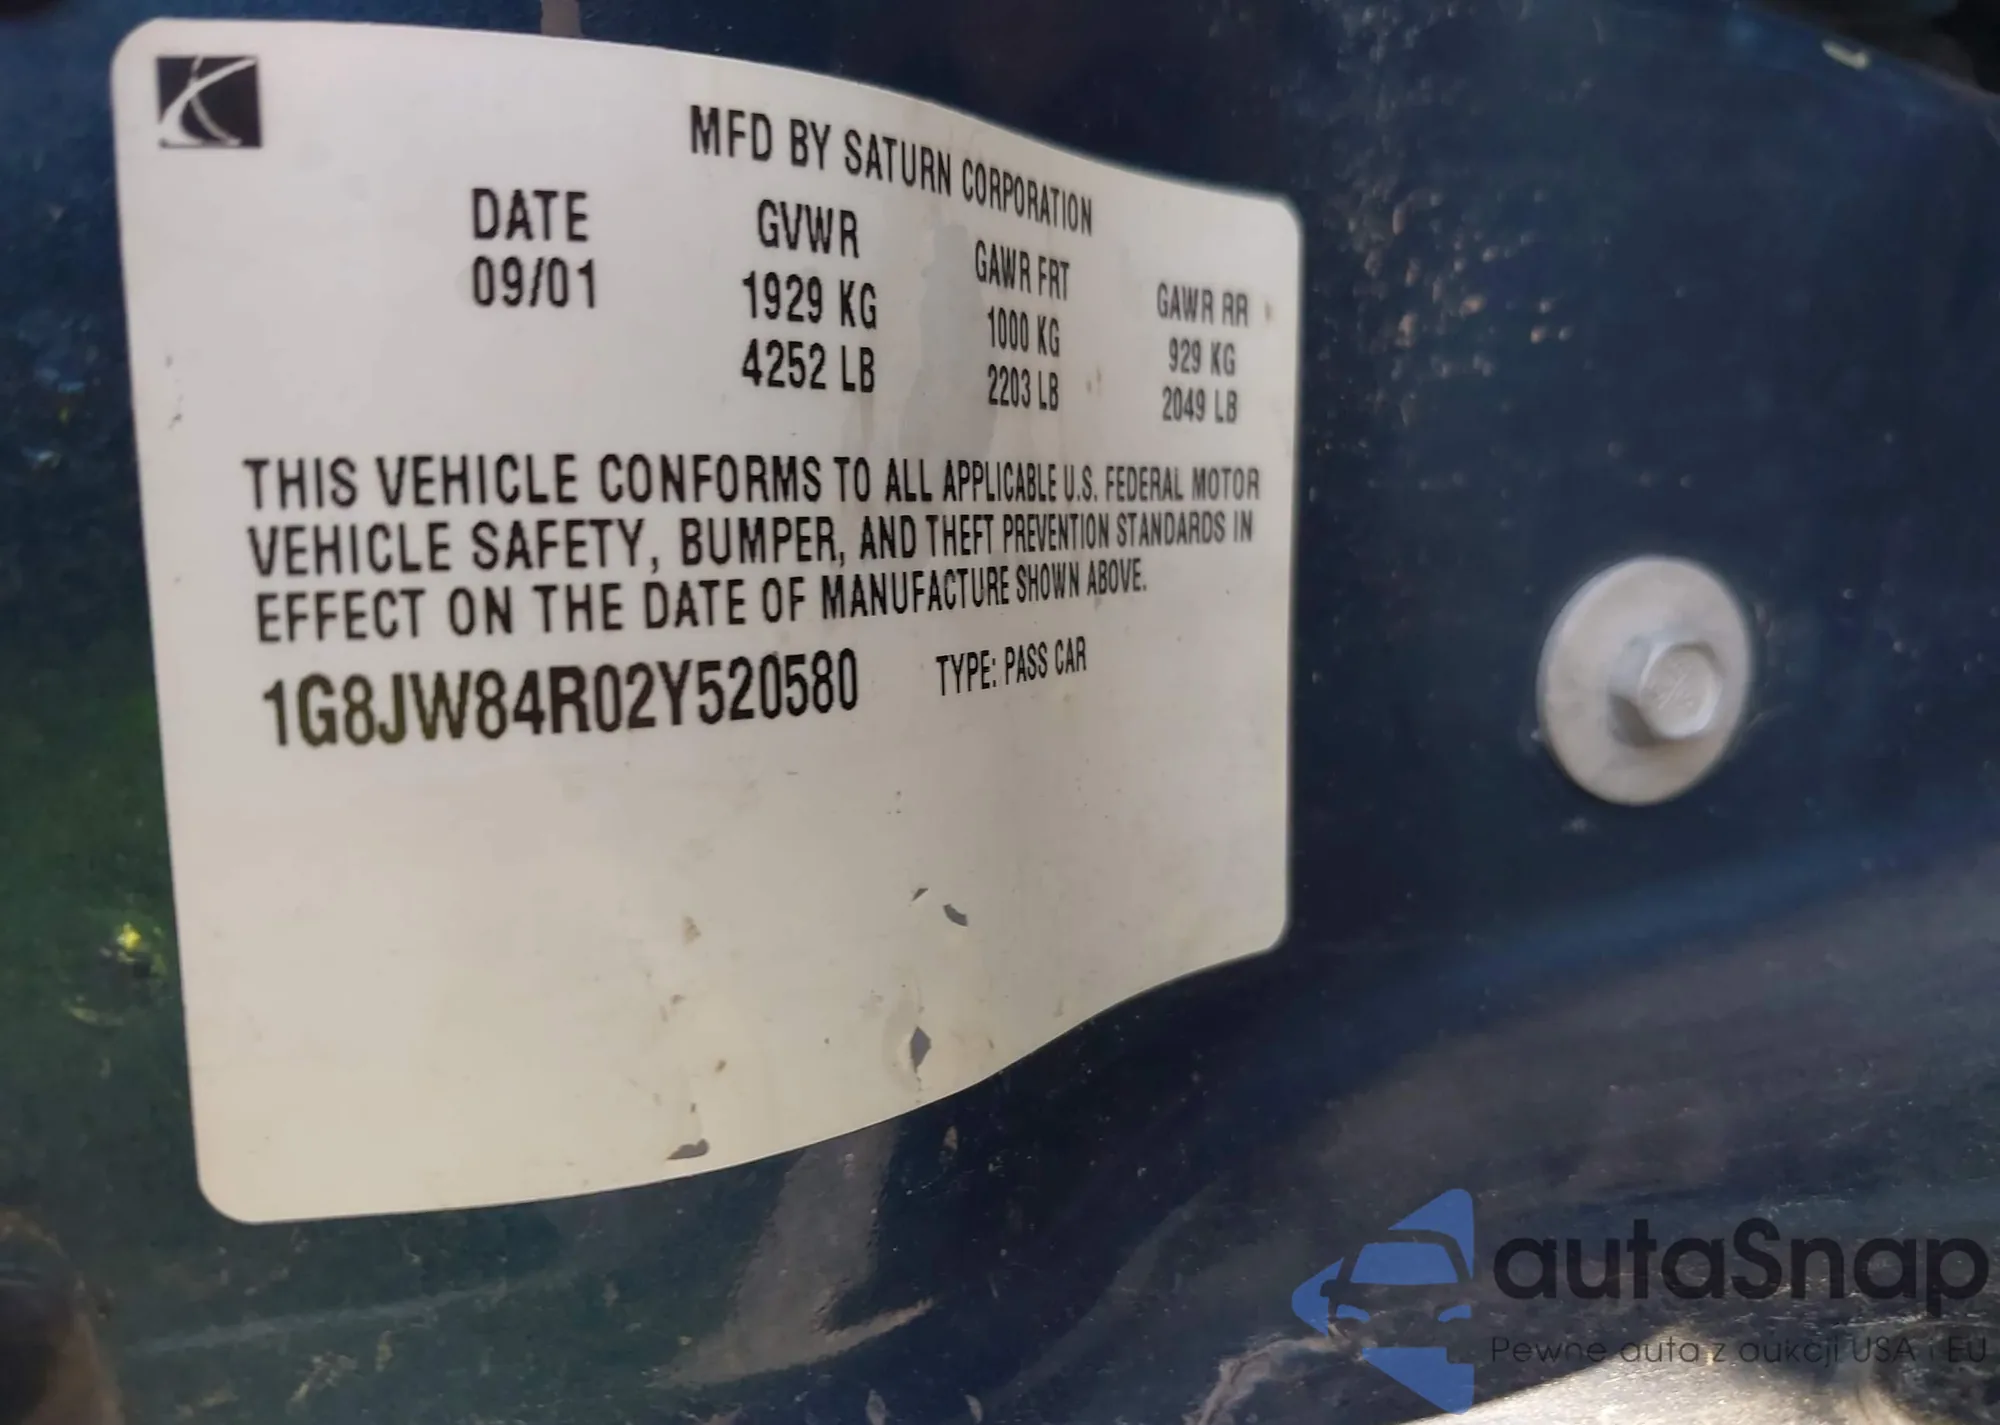 MFD BY SATURN CORPORATION
DATE GVWR GAWR FRT GAWR RR
09/01 1929 KG 1000 KG 929 KG
4252 LB 2203 LB 2049 LB
THIS VEHICLE CONFORMS TO ALL APPLICABLE U.S. FEDERAL MOTOR
VEHICLE SAFETY, BUMPER, AND THEFT PREVENTION STANDARDS IN
EFFECT ON THE DATE OF MANUFACTURE SHOWN ABOVE.
1G8JW84R02Y520580 TYPE: PASS CAR
autaSnap
Pewne auta z aukcji USA i EU